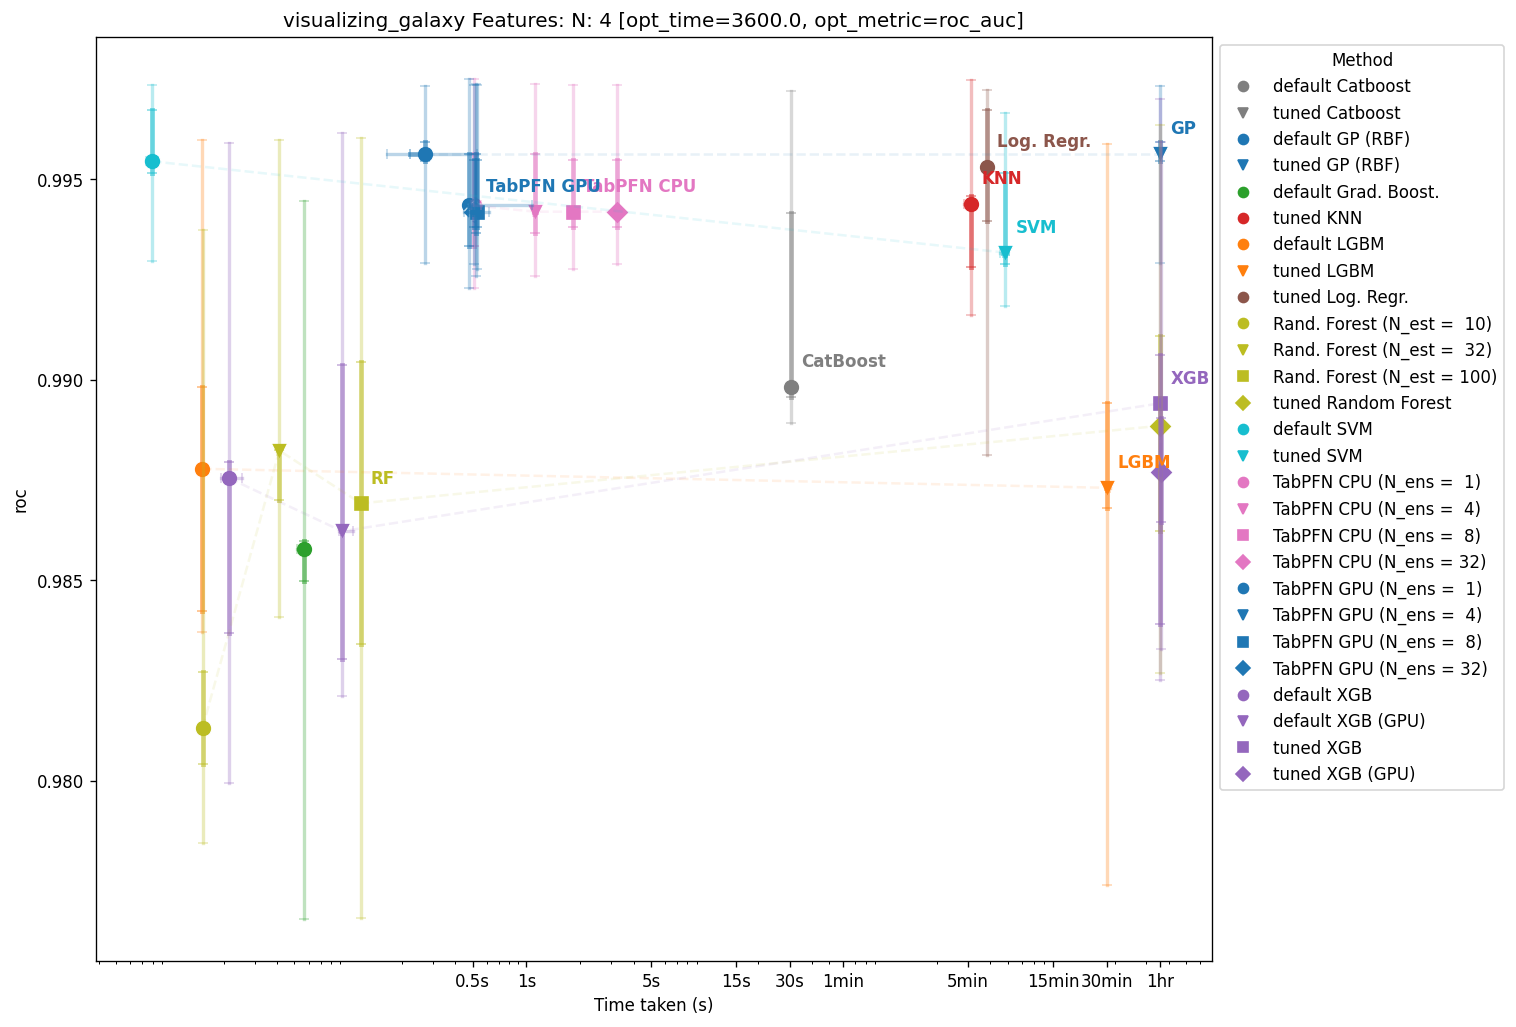 visualizing_galaxy Features: N: 4 [opt_time=3600.0, opt_metric=roc_auc]
roc
0.995
0.990
0.985
0.980
GP
Log. Regr.
KNN
TabPFN GPU
TabPFN CPU
SVM
CatBoost
XGB
LGBM
RF
0.5s
1s
5s
15s
30s
1min
5min
15min
30min
1hr
Time taken (s)
Method
default Catboost
tuned Catboost
default GP (RBF)
tuned GP (RBF)
default Grad. Boost.
tuned KNN
default LGBM
tuned LGBM
tuned Log. Regr.
Rand. Forest (N_est =  10)
Rand. Forest (N_est =  32)
Rand. Forest (N_est = 100)
tuned Random Forest
default SVM
tuned SVM
TabPFN CPU (N_ens =  1)
TabPFN CPU (N_ens =  4)
TabPFN CPU (N_ens =  8)
TabPFN CPU (N_ens = 32)
TabPFN GPU (N_ens =  1)
TabPFN GPU (N_ens =  4)
TabPFN GPU (N_ens =  8)
TabPFN GPU (N_ens = 32)
default XGB
default XGB (GPU)
tuned XGB
tuned XGB (GPU)